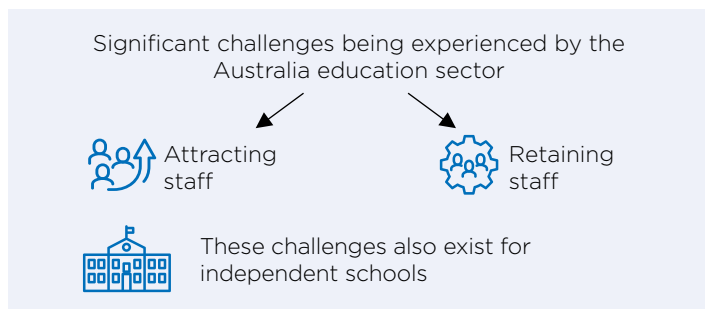 Significant challenges being experienced by the
Australia education sector
Attracting
staff
Retaining
staff
These challenges also exist for
independent schools